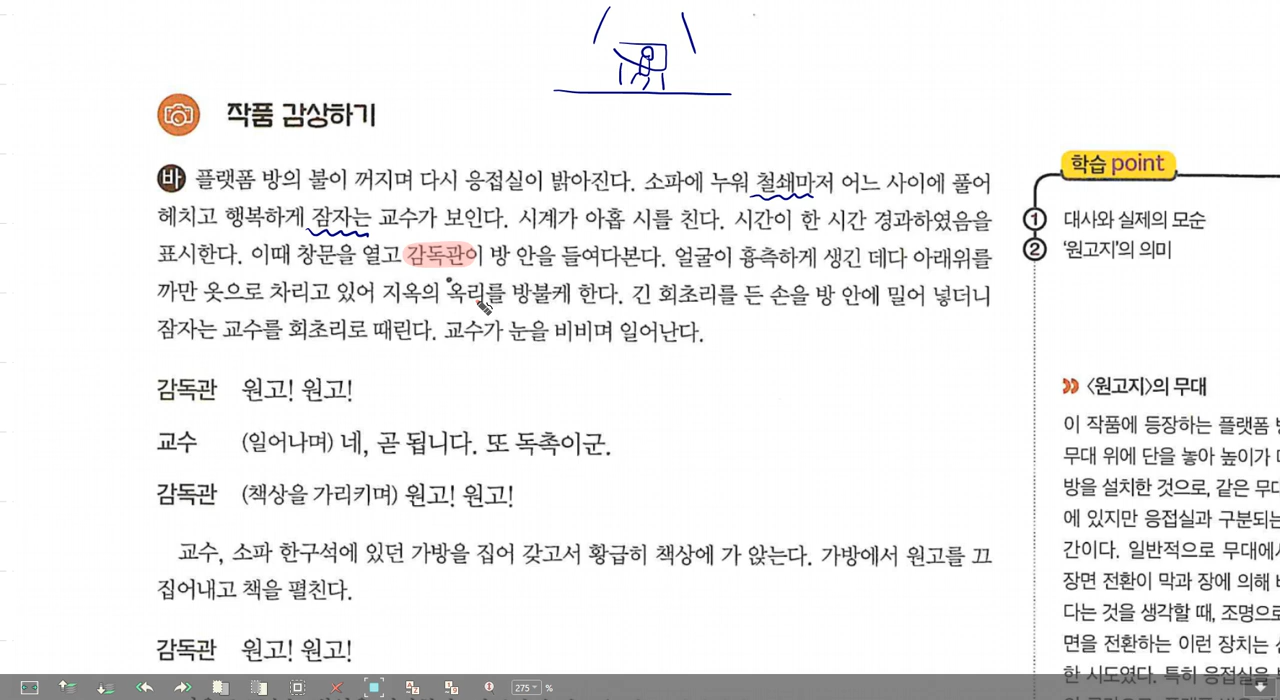 작품 감상하기
바 플랫폼 방의 불이 꺼지며 다시 응접실이 밝아진다. 소파에 누워 철쇄마저 어느 사이에 풀어
헤치고 행복하게 잠자는 교수가 보인다. 시계가 아홉 시를 친다. 시간이 한 시간 경과하였음을
표시한다. 이때 창문을 열고 감독관이 방 안을 들여다본다. 얼굴이 흉측하게 생긴 데다 아래위를
까만 옷으로 차리고 있어 지옥의 옥리를 방불케 한다. 긴 회초리를 든 손을 방 안에 밀어 넣더니
잠자는 교수를 회초리로 때린다. 교수가 눈을 비비며 일어난다.
감독관 원고! 원고!
교수 (일어나며) 네, 곧 됩니다. 또 독촉이군.
감독관 (책상을 가리키며) 원고! 원고!
교수, 소파 한구석에 있던 가방을 집어 갖고서 황급히 책상에 가 앉는다. 가방에서 원고를 끄
집어내고 책을 펼친다.
감독관 원고! 원고!
학습 point
① 대사와 실제의 모순
② '원고지'의 의미
〈원고지〉의 무대
이 작품에 등장하는 플랫폼
무대 위에 단을 놓아 높이가
방을 설치한 것으로, 같은
에 있지만 응접실과 구분되는
간이다. 일반적으로 무대에서
장면 전환이 막과 장에 의해
다는 것을 생각할 때, 조명으로
면을 전환하는 이런 장치는
한 시도였다. 특히 응접실은
275 %